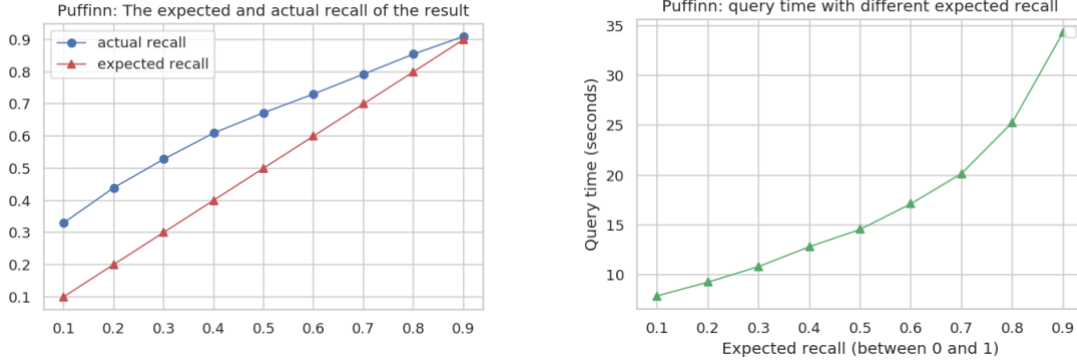 Puffinn: The expected and actual recall of the result
actual recall
expected recall
0.9
0.8
0.7
0.6
0.5
0.4
0.3
0.2
0.1
0.1 0.2 0.3 0.4 0.5 0.6 0.7 0.8 0.9
Puffinn: query time with different expected recall
Query time (seconds)
35
30
25
20
15
10
0.1 0.2 0.3 0.4 0.5 0.6 0.7 0.8 0.9
Expected recall (between 0 and 1)